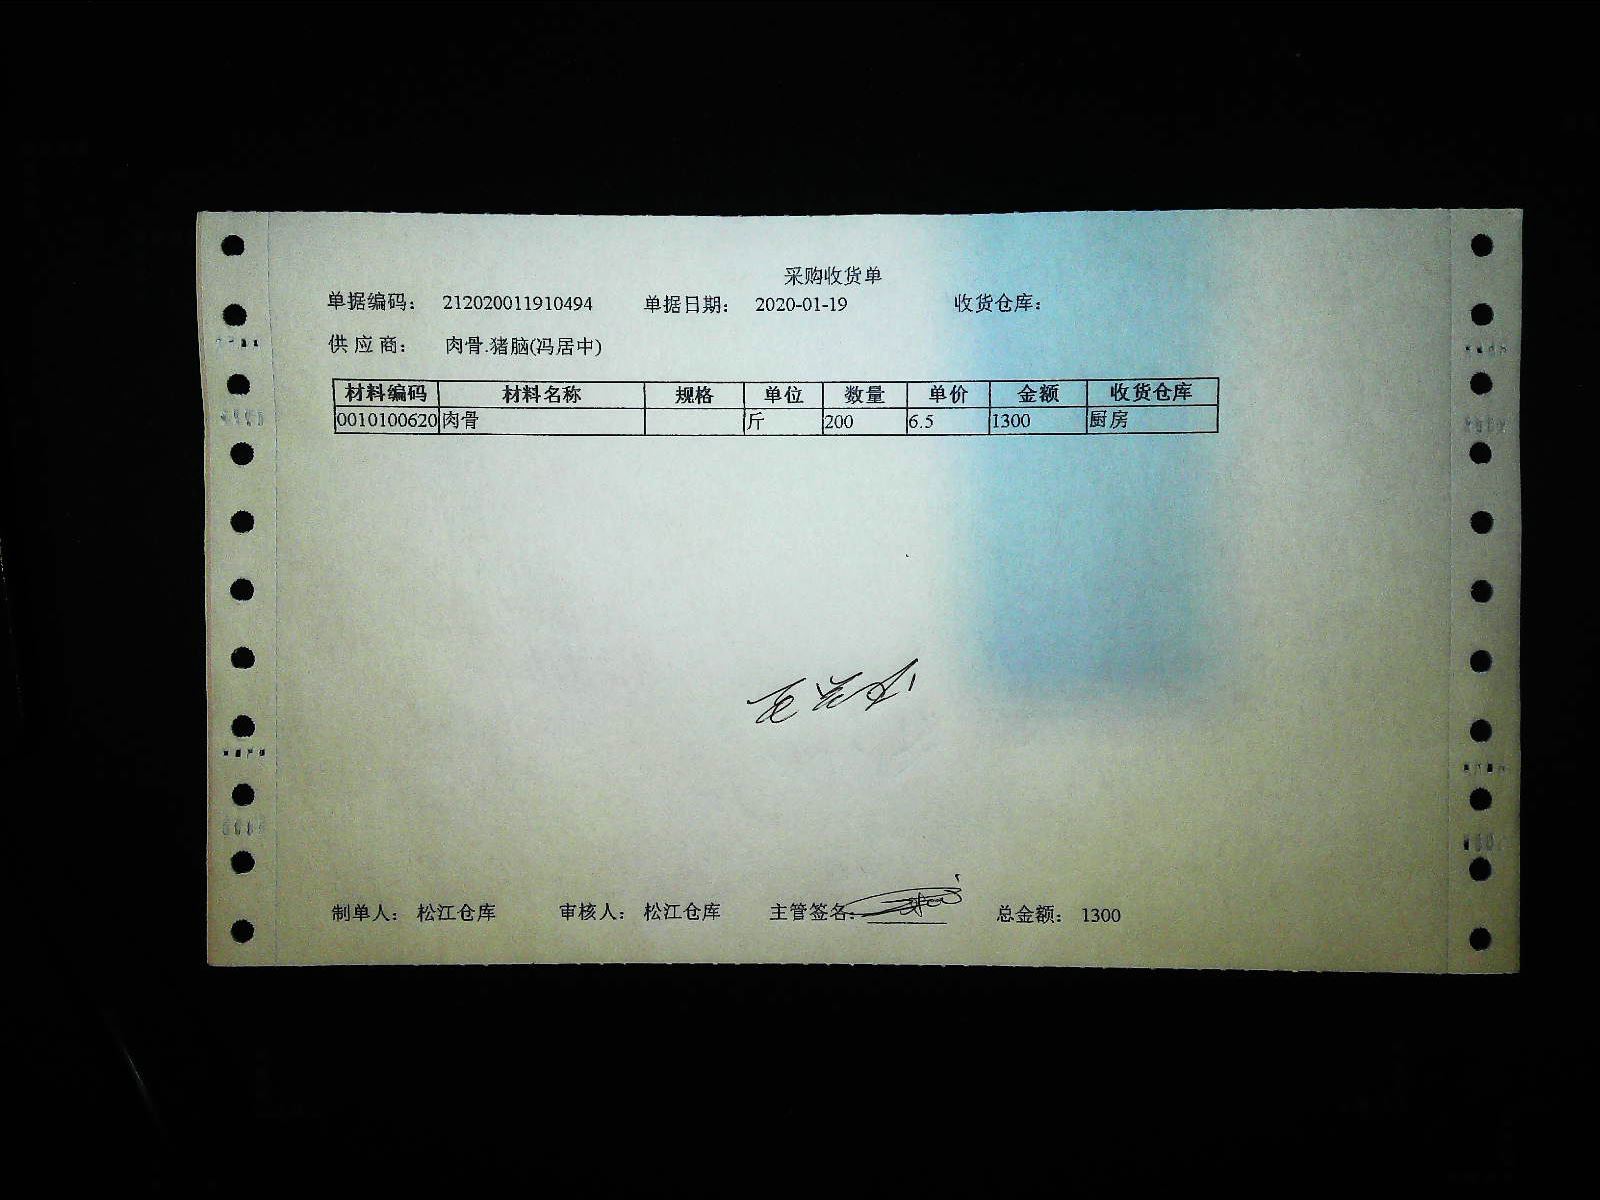 采购收货单
单据编码： 212020011910494 单据日期： 2020-01-19 收货仓库：
供应商： 肉骨.猪脑(冯居中)
材料编码 材料名称 规格 单位 数量 单价 金额 收货仓库
0010100620 肉骨 斤 200 6.5 1300 厨房
制单人： 松江仓库 审核人： 松江仓库 主管签名： 总金额： 1300